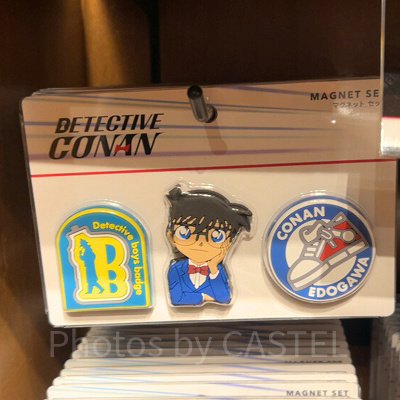 MAGNET SE
マグネット セッ
DETECTIVE
CONAN
Detective
boys badge
B
CONAN
EDOGAWA
Photos by CASTEL
MAGNET SET